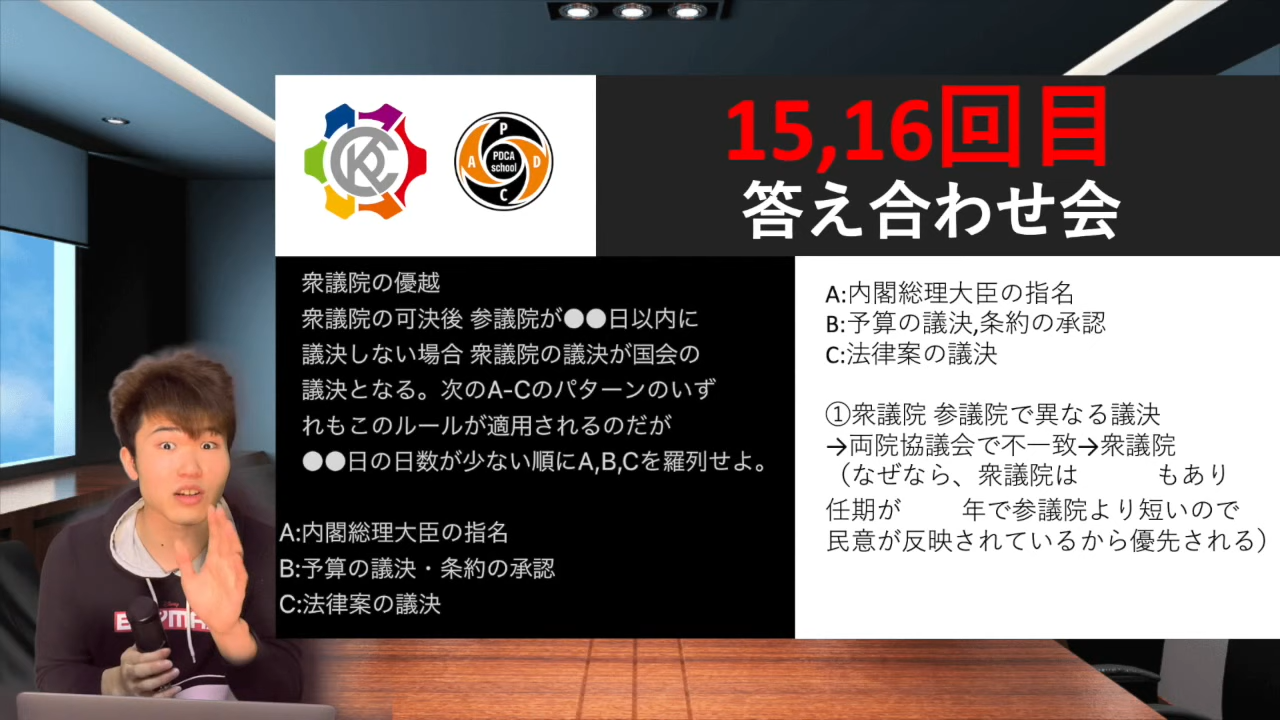 15,16回目
答え合わせ会
KC
P
A
PDCA
school
D
C
衆議院の優越
衆議院の可決後 参議院が●●日以内に
議決しない場合 衆議院の議決が国会の
議決となる。次のA-Cのパターンのいず
れもこのルールが適用されるのだが
●●日の日数が少ない順にA,B,Cを羅列せよ。
A:内閣総理大臣の指名
B:予算の議決・条約の承認
C:法律案の議決
A:内閣総理大臣の指名
B:予算の議決,条約の承認
C:法律案の議決
①衆議院 参議院で異なる議決
→両院協議会で不一致→衆議院
（なぜなら、衆議院は　　　もあり
任期が　　年で参議院より短いので
民意が反映されているから優先される）